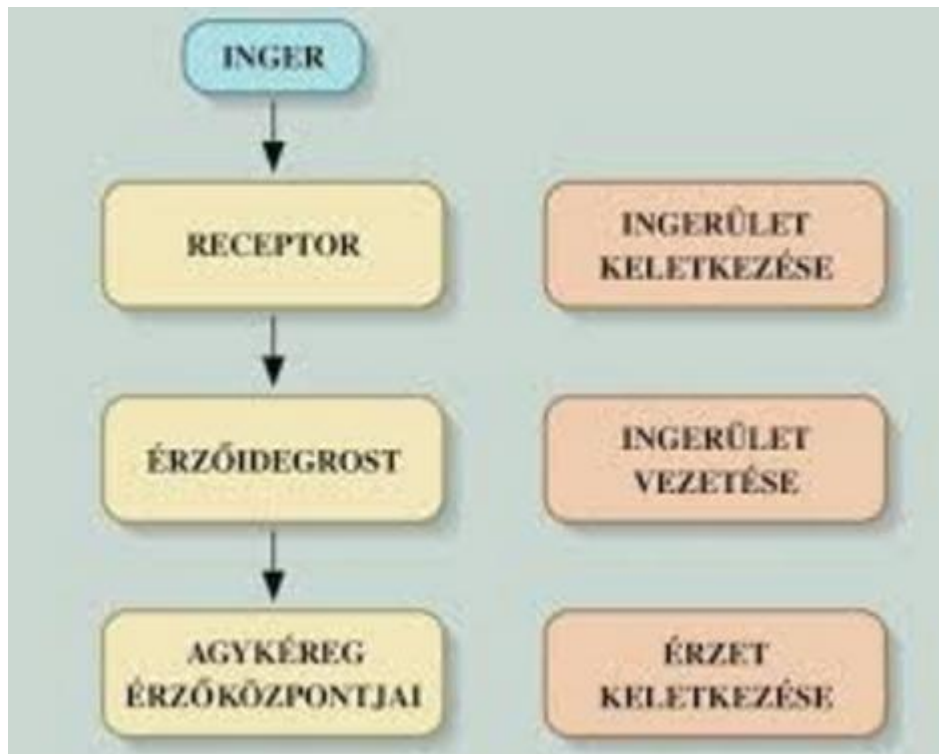 INGER
RECEPTOR
INGERÜLET
KELETKEZÉSE
ÉRZŐIDEGROST
INGERÜLET
VEZETÉSE
AGYKÉREG
ÉRZŐKÖZPONTJAI
ÉRZET
KELETKEZÉSE